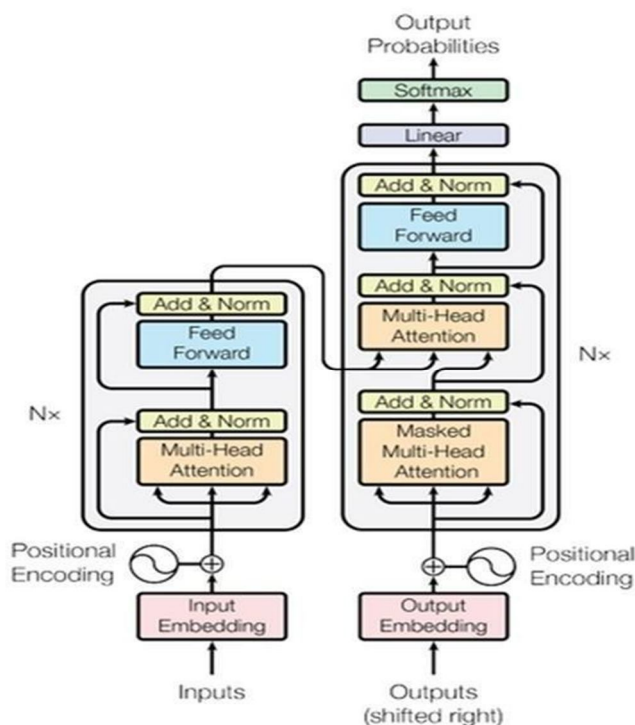 Output
Probabilities
Softmax
Linear
Add & Norm
Feed
Forward
Add & Norm
Multi-Head
Attention
Nx
Add & Norm
Masked
Multi-Head
Attention
Add & Norm
Feed
Forward
Nx
Add & Norm
Multi-Head
Attention
Positional
Encoding
Positional
Encoding
Input
Embedding
Output
Embedding
Inputs
Outputs
(shifted right)